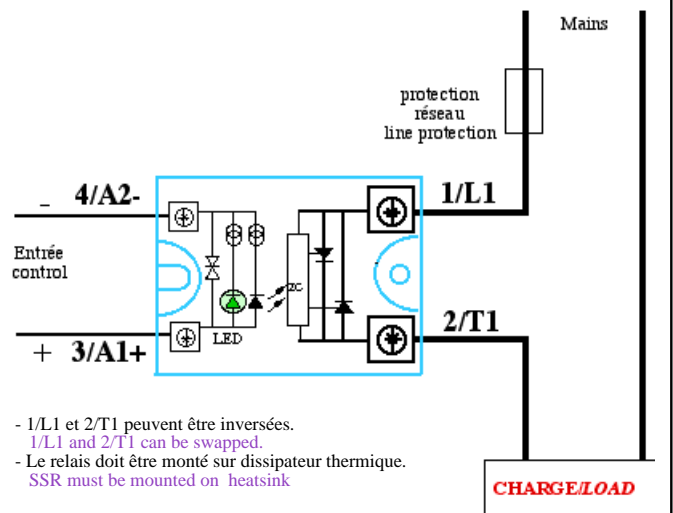 Mains
protection
réseau
line protection
_ 4/A2-
1/L1
Entrée
control
ZC
LED
2/T1
+ 3/A1+
- 1/L1 et 2/T1 peuvent être inversées.
1/L1 and 2/T1 can be swapped.
- Le relais doit être monté sur dissipateur thermique.
SSR must be mounted on heatsink
CHARGE/LOAD